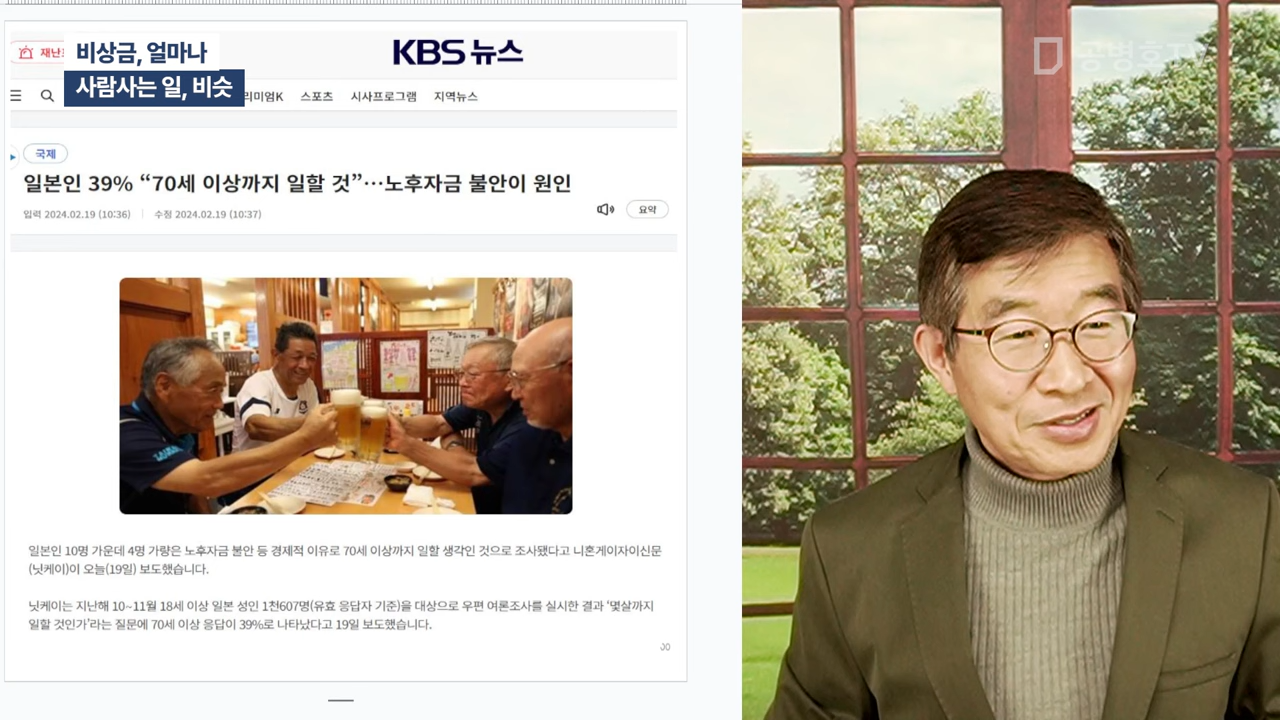 비상금, 얼마나
사람사는 일, 비슷
재난
KBS 뉴스
리미엄K 스포츠 시사프로그램 지역뉴스
국제
일본인 39% “70세 이상까지 일할 것”…노후자금 불안이 원인
입력 2024.02.19 (10:36) 수정 2024.02.19 (10:37)
요약
일본인 10명 가운데 4명 가량은 노후자금 불안 등 경제적 이유로 70세 이상까지 일할 생각인 것으로 조사됐다고 니혼게이자이신문
(닛케이)이 오늘(19일) 보도했습니다.
닛케이는 지난해 10~11월 18세 이상 일본 성인 1천607명(유효 응답자 기준)을 대상으로 우편 여론조사를 실시한 결과 ‘몇살까지
일할 것인가’라는 질문에 70세 이상 응답이 39%로 나타났다고 19일 보도했습니다.
공병호TV